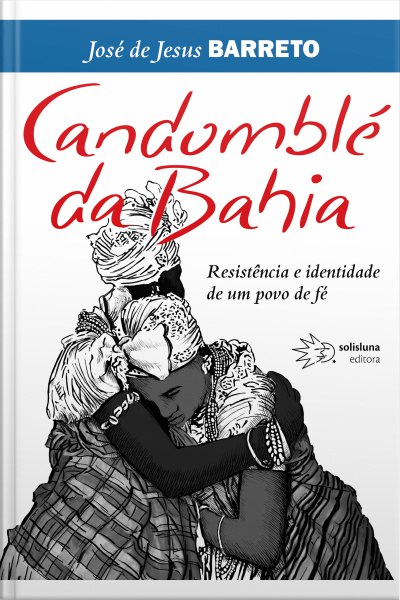 José de Jesus BARRETO
Candomblé
da Bahia
Resistência e identidade
de um povo de fé
solisluna
editora